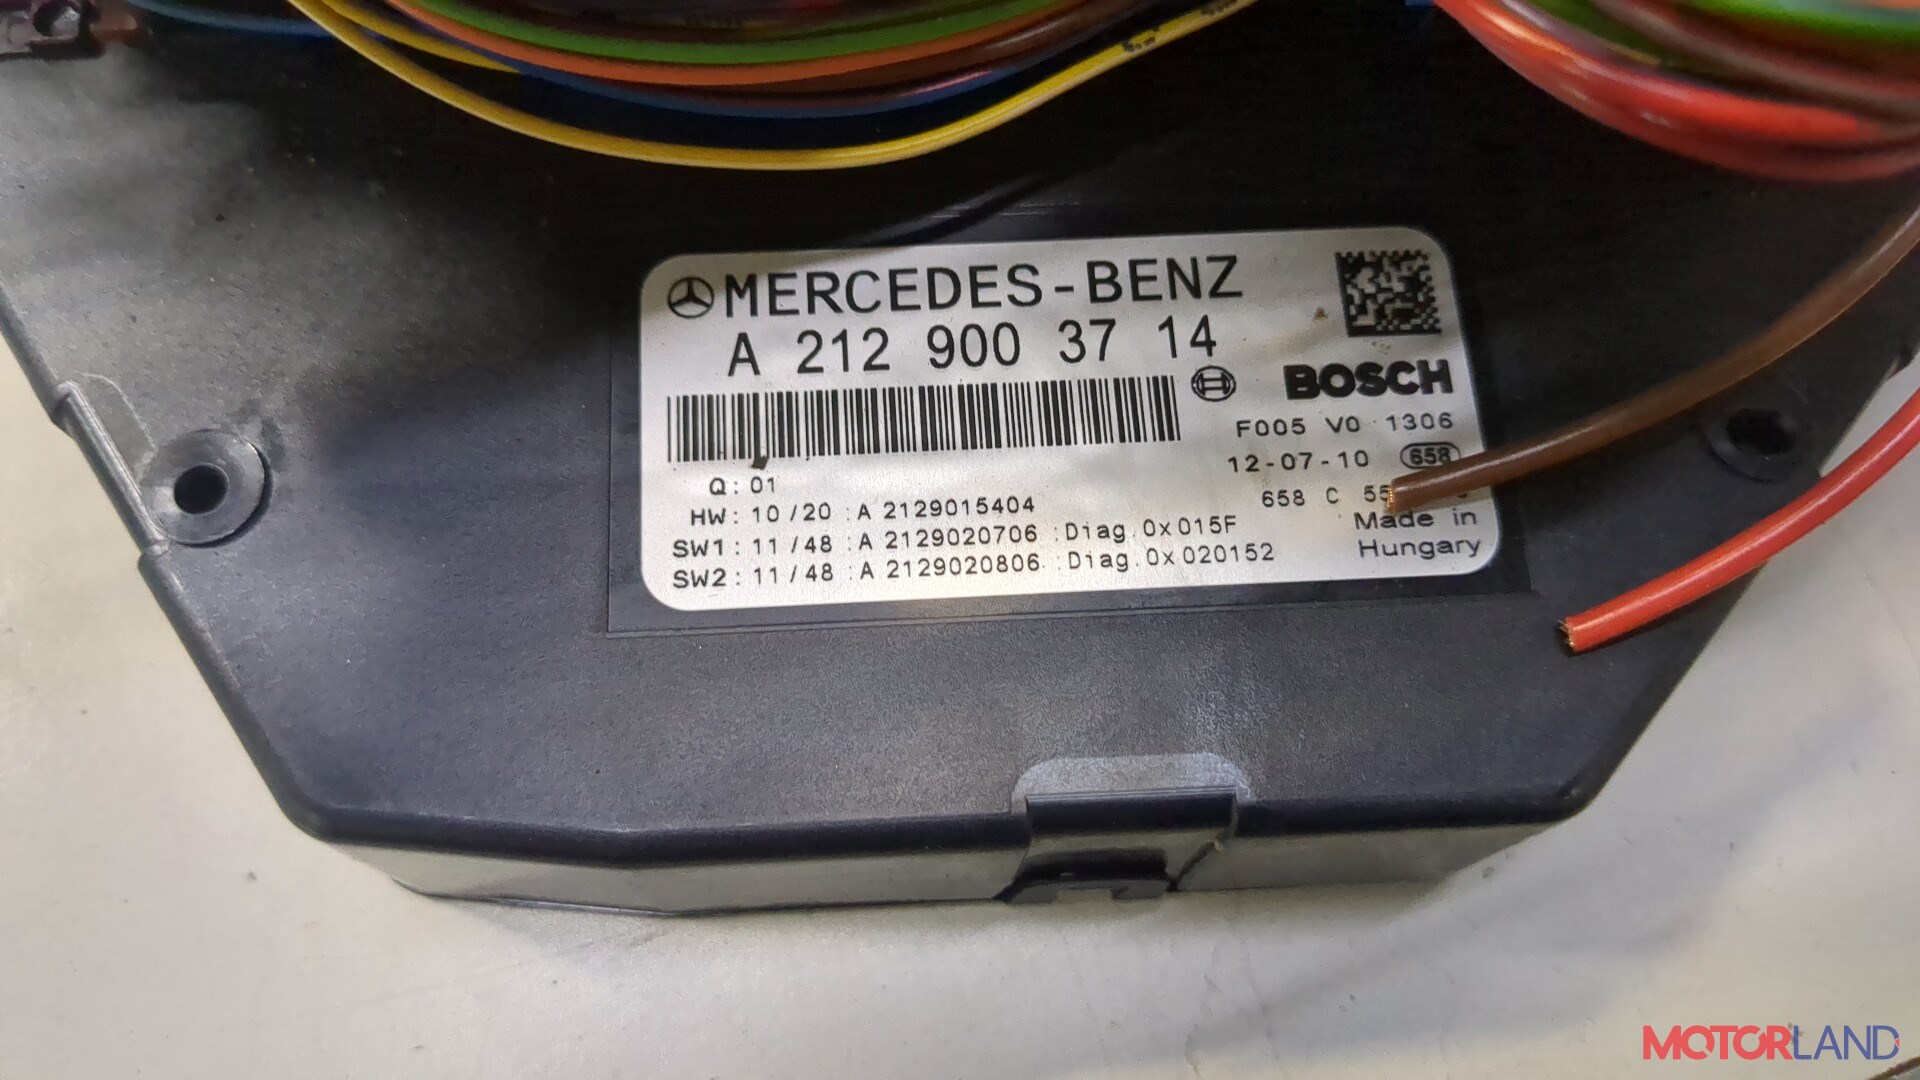 MERCEDES-BENZ
A 212 900 37 14
BOSCH
F005 V0 1306
12-07-10 658
658 C
Q: 01
HW: 10/20 :A 2129015404
Made in
SW1: 11/48 :A 2129020706 :Diag.0x015F
Hungary
SW2: 11/48 :A 2129020806 :Diag.0x020152
MOTORLAND